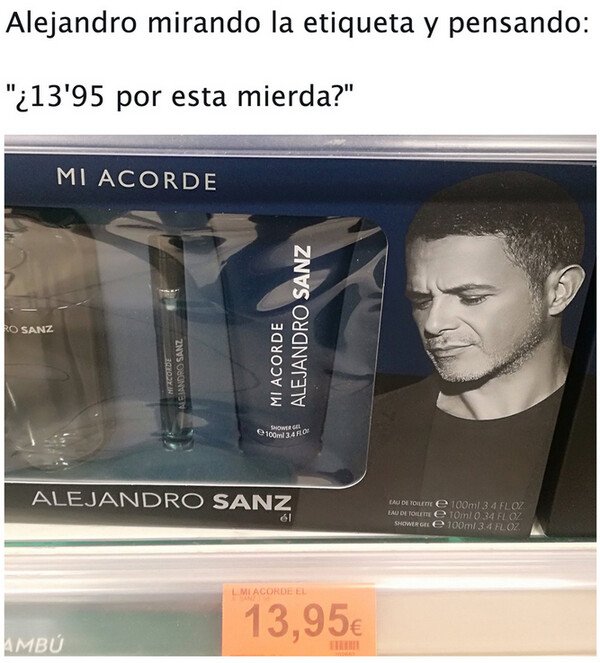 Alejandro mirando la etiqueta y pensando:
"¿13'95 por esta mierda?"
MI ACORDE
RO SANZ
MI ACORDE
ALEJANDRO SANZ
MI ACORDE
ALEJANDRO SANZ
SHOWER GEL
e 100ml 3.4 FL.OZ
ALEJANDRO SANZ
él
EAU DE TOILETTE e 100ml 3.4 FL.OZ
EAU DE TOILETTE e 10ml 0.34 FL.OZ
SHOWER GEL e 100ml 3.4 FL.OZ
L.MI ACORDE EL
13,95€
AMBÚ